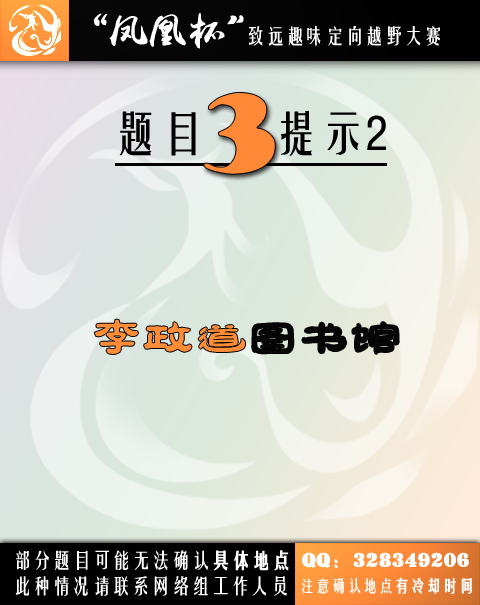 “凤凰杯”致远趣味定向越野大赛
题目3提示2
李政道图书馆
部分题目可能无法确认具体地点
此种情况请联系网络组工作人员
QQ：328349206
注意确认地点有冷却时间